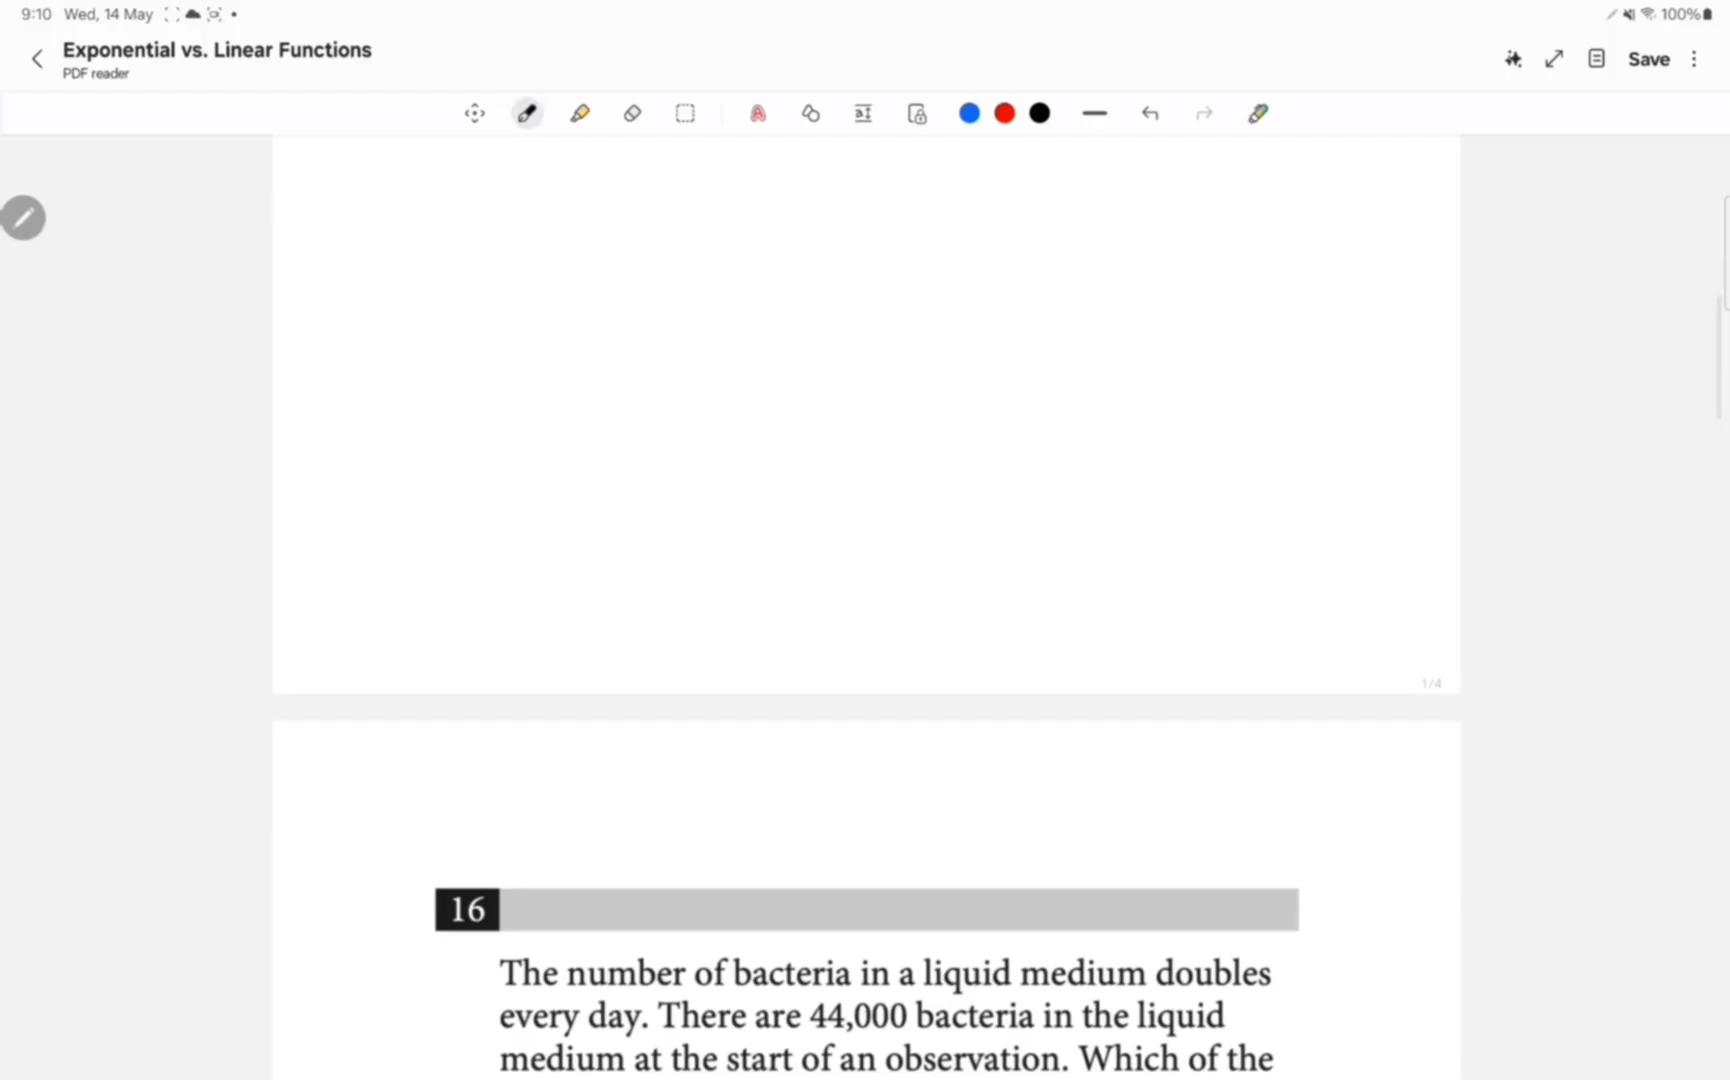 9:10 Wed, 14 May
100%
Exponential vs. Linear Functions
PDF reader
Save
1/4
16
The number of bacteria in a liquid medium doubles
every day. There are 44,000 bacteria in the liquid
medium at the start of an observation. Which of the